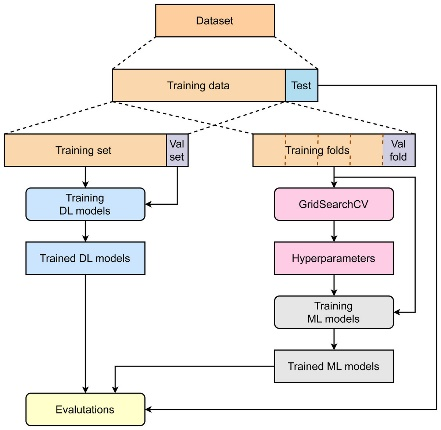 Dataset
Training data
Test
Training set
Val
set
Training folds
Val
fold
Training
DL models
GridSearchCV
Trained DL models
Hyperparameters
Training
ML models
Trained ML models
Evalutations